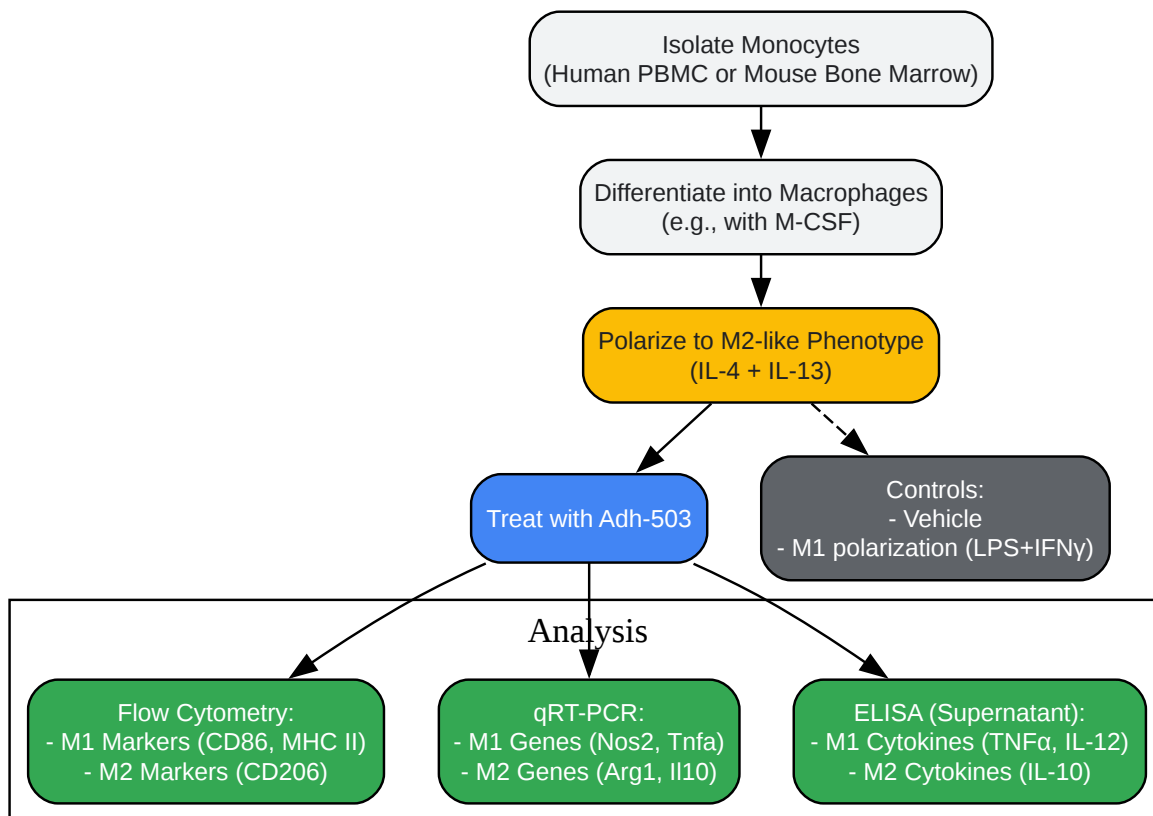 Isolate Monocytes
(Human PBMC or Mouse Bone Marrow)
Differentiate into Macrophages
(e.g., with M-CSF)
Polarize to M2-like Phenotype
(IL-4 + IL-13)
Treat with Adh-503
Controls:
- Vehicle
- M1 polarization (LPS+IFNγ)
Analysis
Flow Cytometry:
- M1 Markers (CD86, MHC II)
- M2 Markers (CD206)
qRT-PCR:
- M1 Genes (Nos2, Tnfa)
- M2 Genes (Arg1, Il10)
ELISA (Supernatant):
- M1 Cytokines (TNFα, IL-12)
- M2 Cytokines (IL-10)